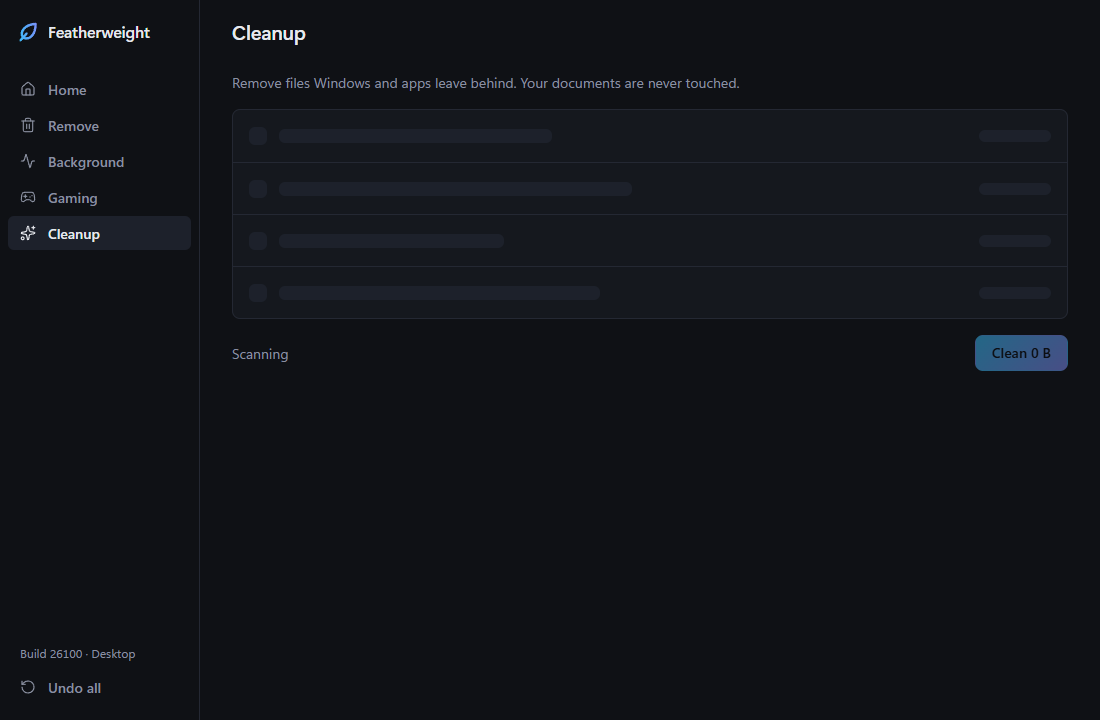 Featherweight
Home
Remove
Background
Gaming
Cleanup
Build 26100 · Desktop
Undo all
Cleanup
Remove files Windows and apps leave behind. Your documents are never touched.
Scanning
Clean 0 B